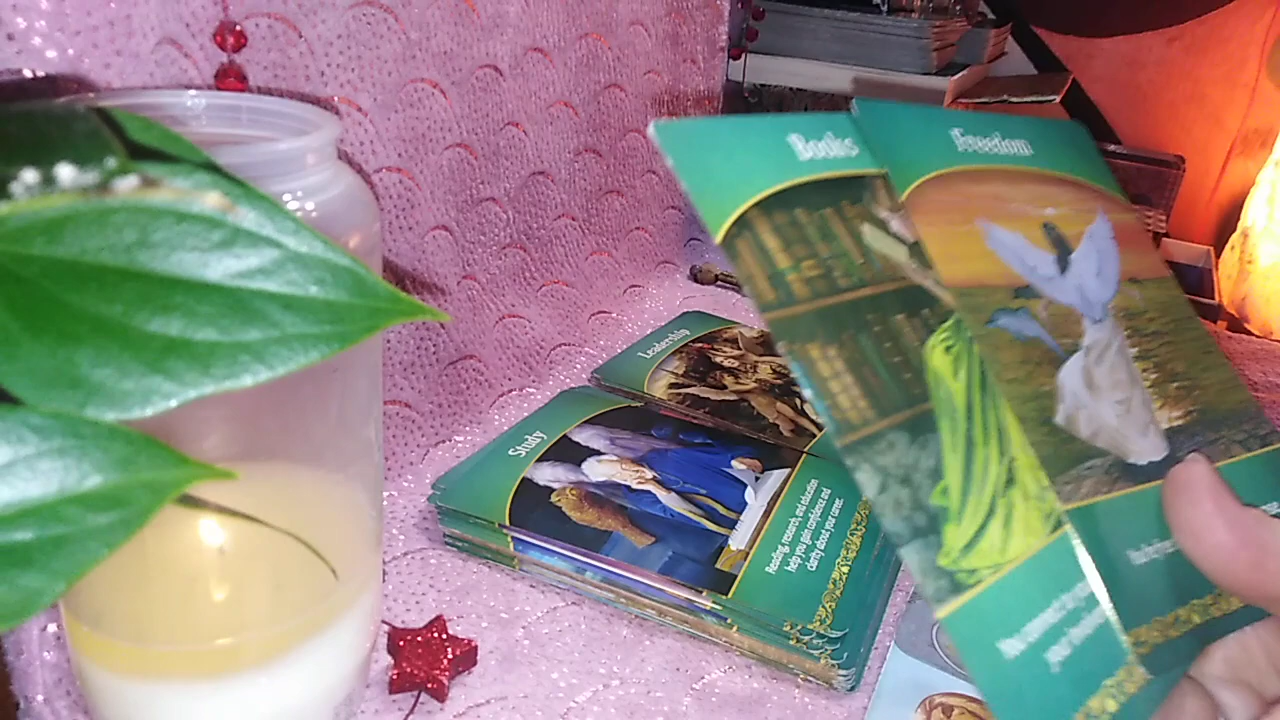 Books
Freedom
Leadership
Study
Reading, research, and education
help you gain confidence and
clarity about your career.